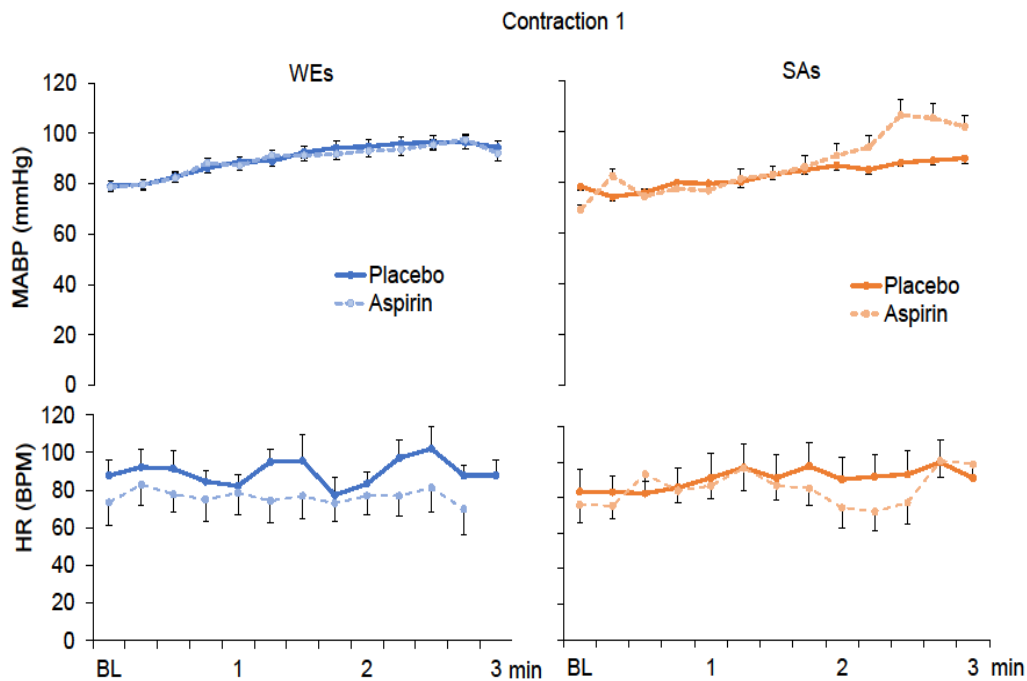 Contraction 1
WEs
SAs
MABP (mmHg)
120
100
80
60
40
20
0
Placebo
Aspirin
Placebo
Aspirin
HR (BPM)
120
100
80
60
40
20
0
BL 1 2 3 min
BL 1 2 3 min